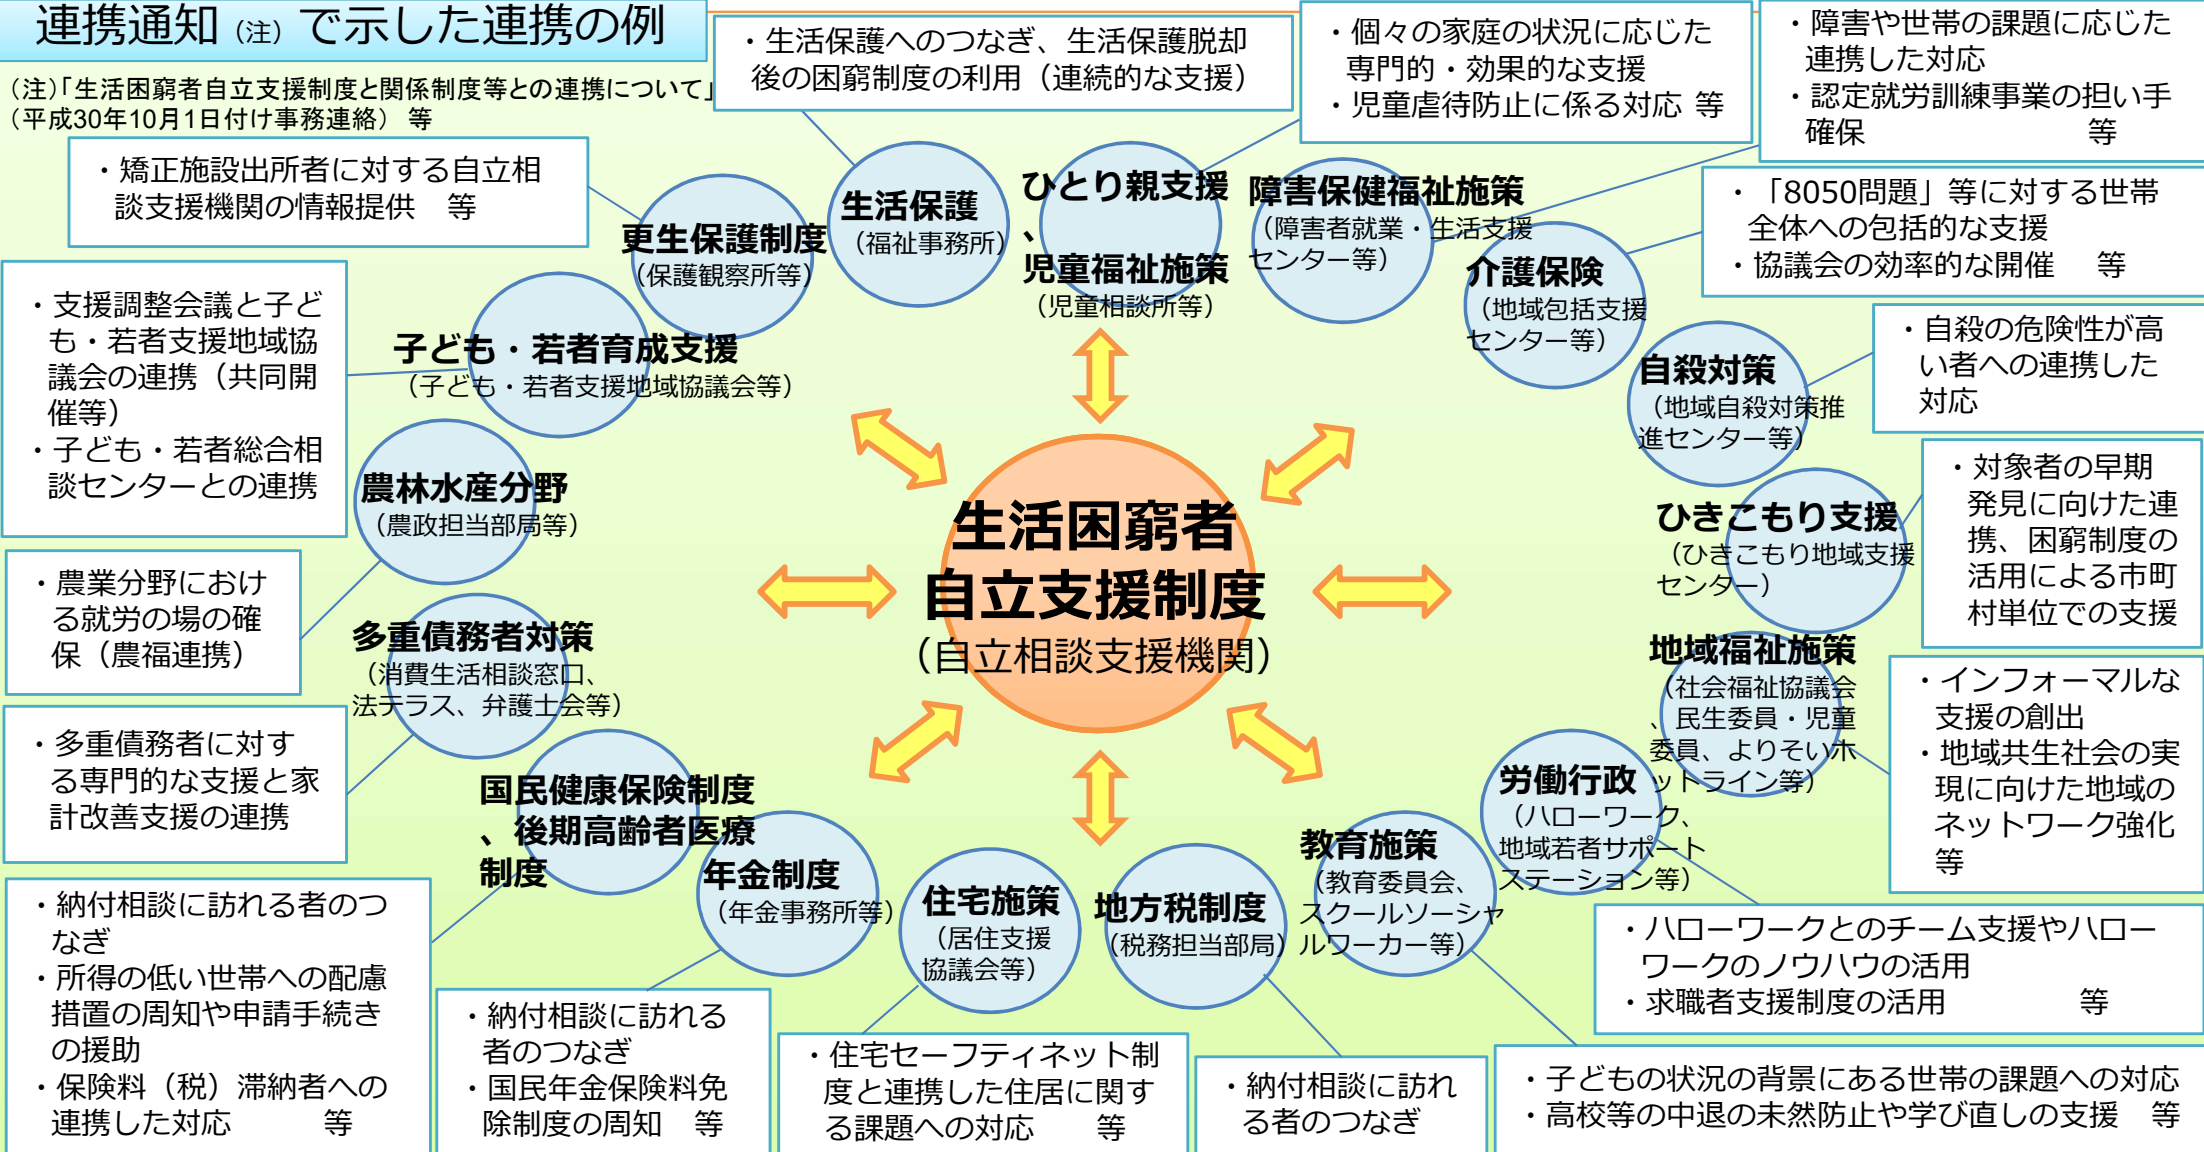 連携通知（注）で示した連携の例
（注）「生活困窮者自立支援制度と関係制度等との連携について」
（平成30年10月1日付け事務連絡） 等
・生活保護へのつなぎ、生活保護脱却
後の困窮制度の利用（連続的な支援）
・個々の家庭の状況に応じた
専門的・効果的な支援
・児童虐待防止に係る対応 等
・障害や世帯の課題に応じた
連携した対応
・認定就労訓練事業の担い手
確保 等
・矯正施設出所者に対する自立相
談支援機関の情報提供 等
・「8050問題」等に対する世帯
全体への包括的な支援
・協議会の効率的な開催 等
更生保護制度
（保護観察所等）
生活保護
（福祉事務所）
ひとり親支援
、
児童福祉施策
（児童相談所等）
障害保健福祉施策
（障害者就業・生活支援
センター等）
介護保険
（地域包括支援
センター等）
・支援調整会議と子ど
も・若者支援地域協
議会の連携（共同開
催等）
・子ども・若者総合相
談センターとの連携
子ども・若者育成支援
（子ども・若者支援地域協議会等）
自殺対策
（地域自殺対策推
進センター等）
・自殺の危険性が高
い者への連携した
対応
農林水産分野
（農政担当部局等）
生活困窮者
自立支援制度
（自立相談支援機関）
ひきこもり支援
（ひきこもり地域支援
センター）
・対象者の早期
発見に向けた連
携、困窮制度の
活用による市町
村単位での支援
・農業分野におけ
る就労の場の確
保（農福連携）
多重債務者対策
（消費生活相談窓口、
法テラス、弁護士会等）
地域福祉施策
（社会福祉協議会
、民生委員・児童
委員、よりそいホ
ットライン等）
・インフォーマルな
支援の創出
・地域共生社会の実
現に向けた地域の
ネットワーク強化
等
・多重債務者に対す
る専門的な支援と家
計改善支援の連携
国民健康保険制度
、後期高齢者医療
制度
年金制度
（年金事務所等）
住宅施策
（居住支援
協議会等）
地方税制度
（税務担当部局）
教育施策
（教育委員会、
スクールソーシャ
ルワーカー等）
労働行政
（ハローワーク、
地域若者サポート
ステーション等）
・納付相談に訪れる者のつ
なぎ
・所得の低い世帯への配慮
措置の周知や申請手続き
の援助
・保険料（税）滞納者への
連携した対応 等
・納付相談に訪れる
者のつなぎ
・国民年金保険料免
除制度の周知 等
・住宅セーフティネット制
度と連携した住居に関す
る課題への対応 等
・納付相談に訪れ
る者のつなぎ
・ハローワークとのチーム支援やハロー
ワークのノウハウの活用
・求職者支援制度の活用 等
・子どもの状況の背景にある世帯の課題への対応
・高校等の中退の未然防止や学び直しの支援 等